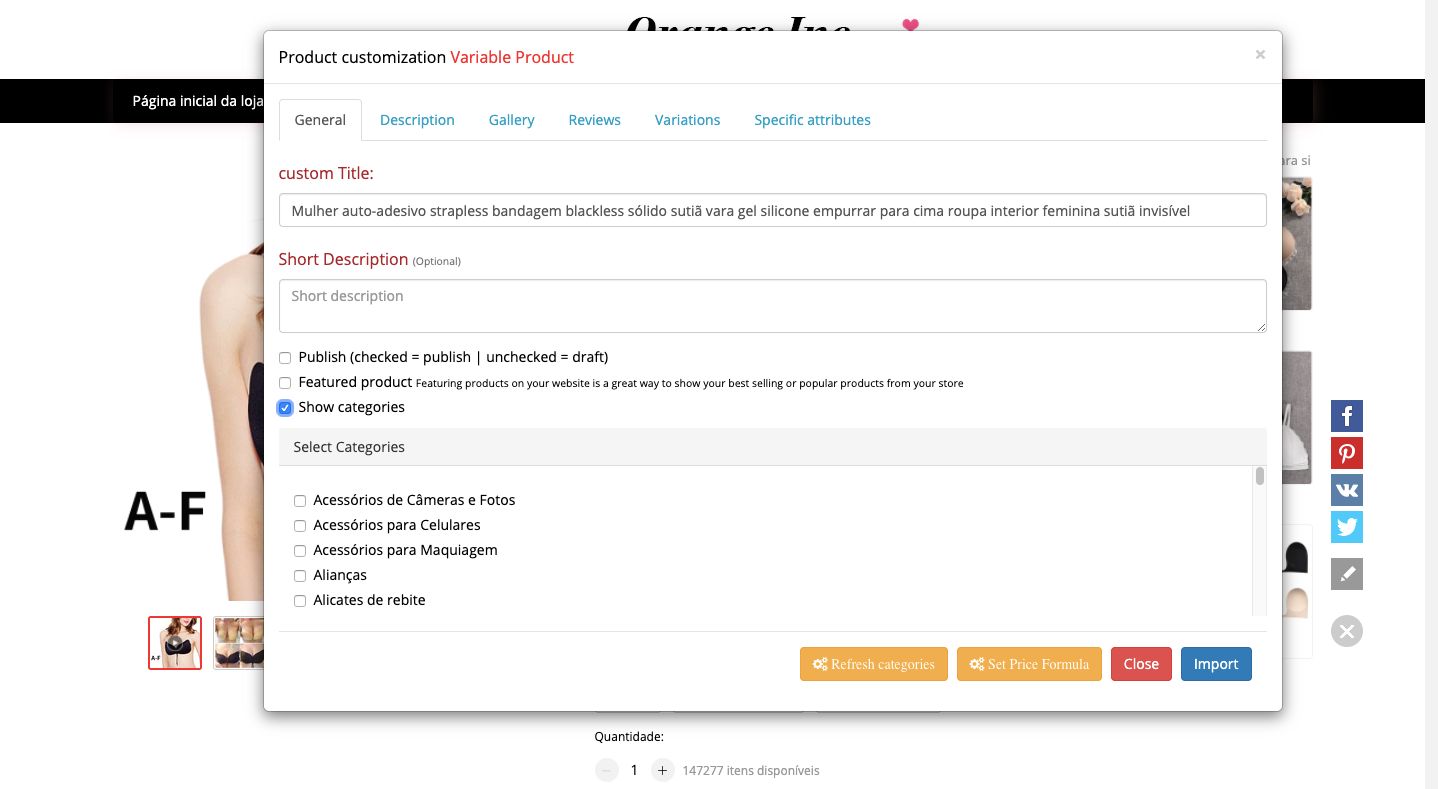 Orange Inc
Product customization Variable Product
×
Página inicial da loja
General
Description
Gallery
Reviews
Variations
Specific attributes
ara si
custom Title:
Mulher auto-adesivo strapless bandagem blackless sólido sutiã vara gel silicone empurrar para cima roupa interior feminina sutiã invisível
Short Description (Optional)
Short description
Publish (checked = publish | unchecked = draft)
Featured product Featuring products on your website is a great way to show your best selling or popular products from your store
Show categories
Select Categories
A-F
Acessórios de Câmeras e Fotos
Acessórios para Celulares
Acessórios para Maquiagem
Alianças
Alicates de rebite
A-F
Refresh categories
Set Price Formula
Close
Import
Quantidade:
1
147277 itens disponíveis